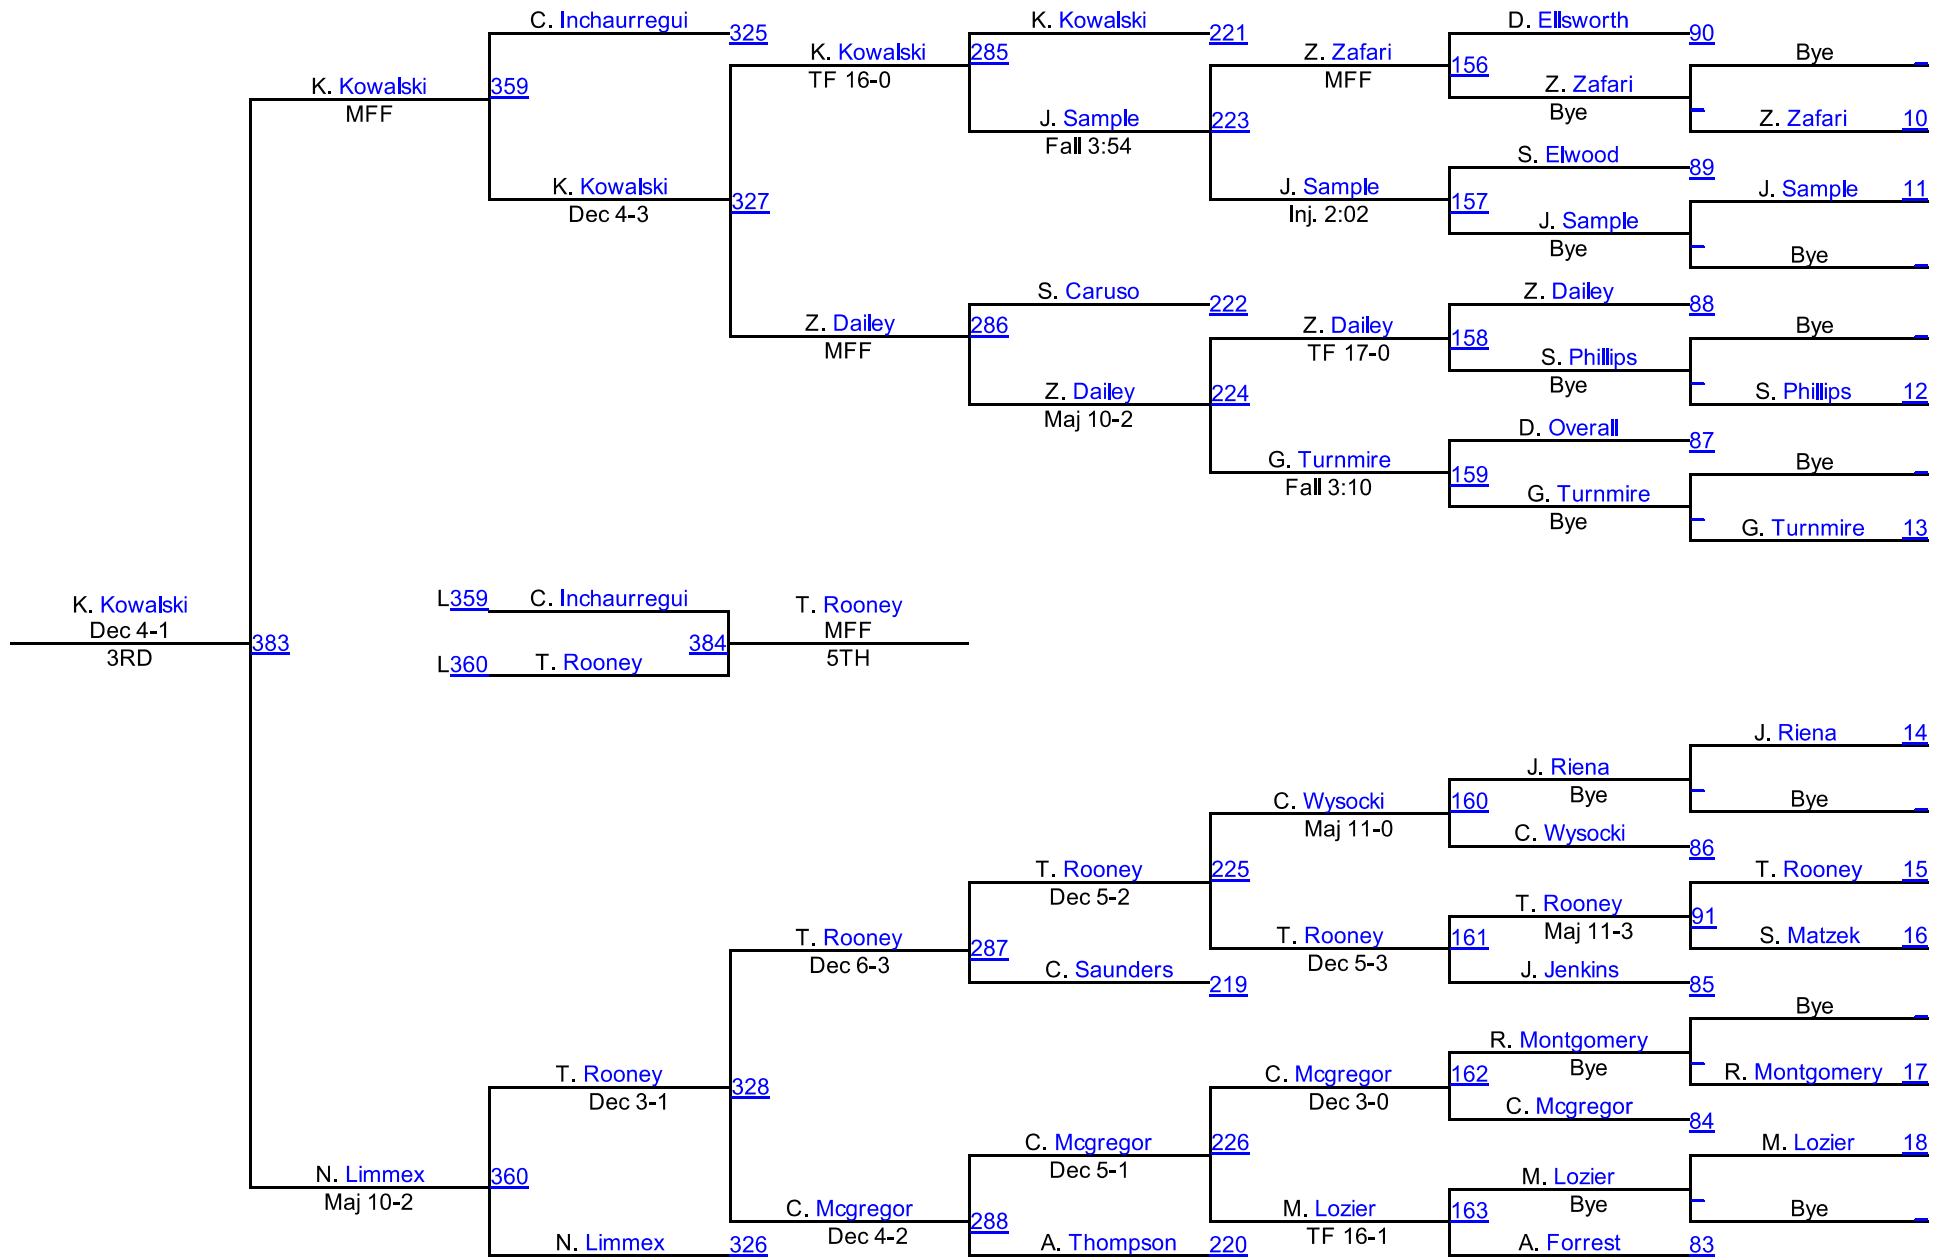 C. Inchaurregui 325
K. Kowalski 221
D. Ellsworth 90
K. Kowalski 285
TF 16-0
Z. Zafari 156
MFF
Bye
K. Kowalski 359
MFF
Z. Zafari
Bye
J. Sample 223
Fall 3:54
Z. Zafari 10
S. Elwood 89
K. Kowalski 327
Dec 4-3
J. Sample 157
Inj. 2:02
J. Sample 11
J. Sample
Bye
Bye
S. Caruso 222
Z. Dailey 88
Z. Dailey 286
MFF
Z. Dailey 158
TF 17-0
Bye
S. Phillips
Bye
Z. Dailey 224
Maj 10-2
S. Phillips 12
D. Overall 87
G. Turnmire 159
Fall 3:10
Bye
G. Turnmire
Bye
G. Turnmire 13
K. Kowalski
Dec 4-1
3RD
383
L359 C. Inchaurregui
384
L360 T. Rooney
T. Rooney
MFF
5TH
J. Riena 14
J. Riena
Bye
C. Wysocki 160
Maj 11-0
Bye
C. Wysocki 86
T. Rooney 225
Dec 5-2
T. Rooney 15
T. Rooney 91
Maj 11-3
T. Rooney 287
Dec 6-3
T. Rooney 161
Dec 5-3
S. Matzek 16
C. Saunders 219
J. Jenkins 85
Bye
R. Montgomery
Bye
T. Rooney 328
Dec 3-1
C. Mcgregor 162
Dec 3-0
R. Montgomery 17
C. Mcgregor 84
C. Mcgregor 226
Dec 5-1
M. Lozier 18
N. Limmex 360
Maj 10-2
M. Lozier
Bye
C. Mcgregor 288
Dec 4-2
M. Lozier 163
TF 16-1
Bye
N. Limmex 326
A. Thompson 220
A. Forrest 83